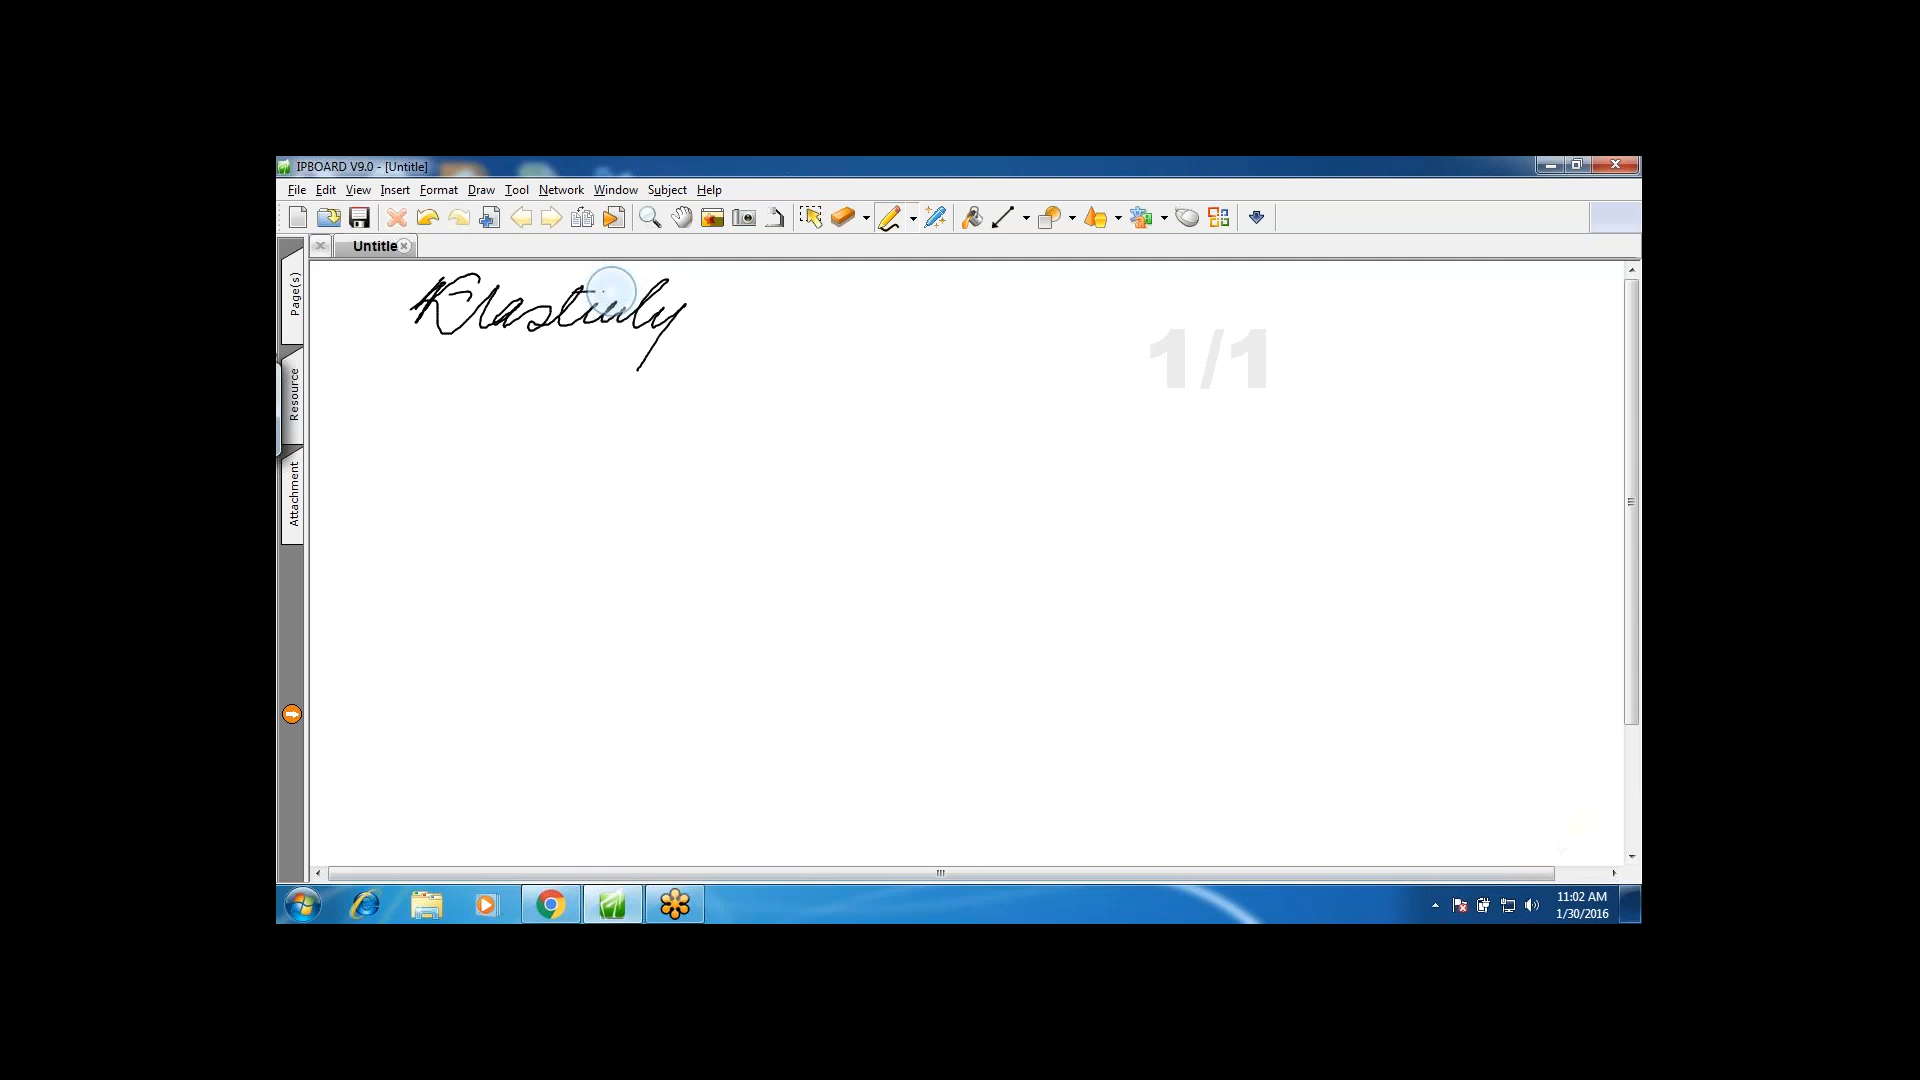 IPBOARD V9.0 - [Untitle]
File Edit View Insert Format Draw Tool Network Window Subject Help
Untitle
Page(s)
Resource
Attachment
1/1
11:02 AM
1/30/2016